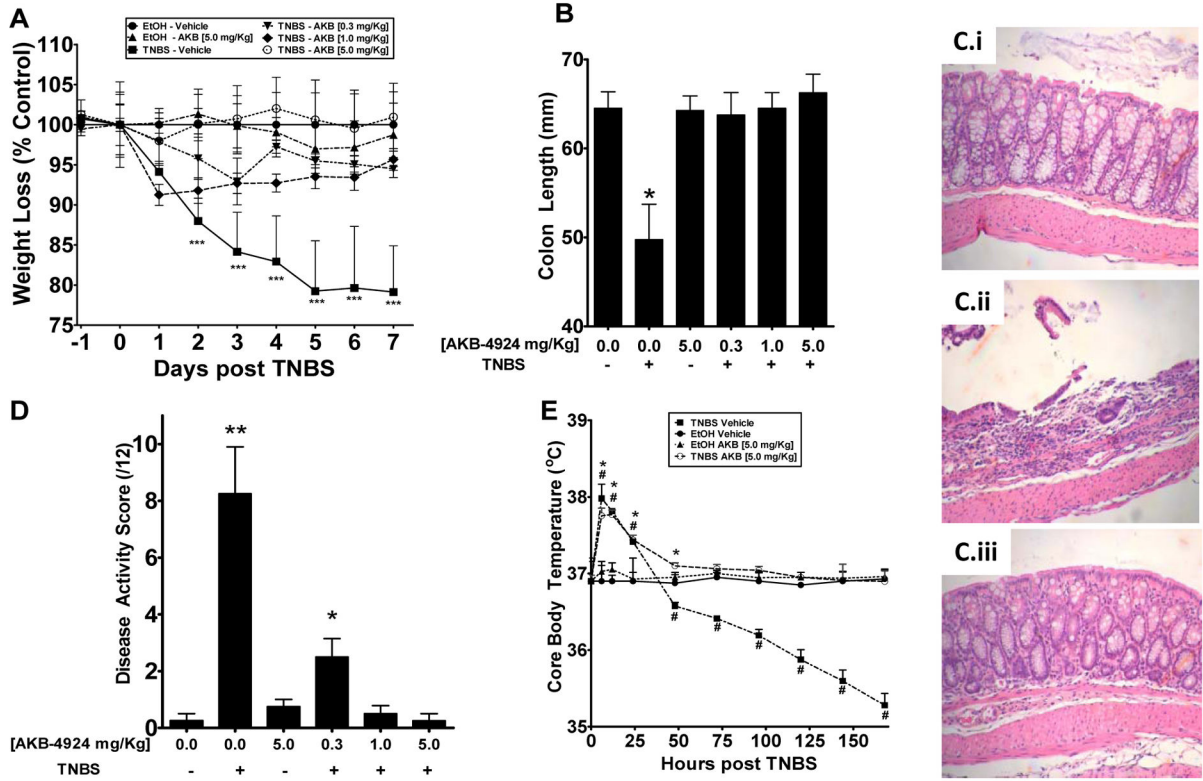 A
EtOH - Vehicle
EtOH - AKB [5.0 mg/Kg]
TNBS - Vehicle
TNBS - AKB [0.3 mg/Kg]
TNBS - AKB [1.0 mg/Kg]
TNBS - AKB [5.0 mg/Kg]
Weight Loss (% Control)
110
105
100
95
90
85
80
75
*** *** *** *** *** ***
-1 0 1 2 3 4 5 6 7
Days post TNBS
B
Colon Length (mm)
80
70
60
50
40
*
[AKB-4924 mg/Kg] 0.0 0.0 5.0 0.3 1.0 5.0
TNBS - + - + + +
C.i
C.ii
C.iii
D
Disease Activity Score (/12)
10
8
6
4
2
0
**
*
[AKB-4924 mg/Kg] 0.0 0.0 5.0 0.3 1.0 5.0
TNBS - + - + + +
E
TNBS Vehicle
EtOH Vehicle
EtOH AKB [5.0 mg/Kg]
TNBS AKB [5.0 mg/Kg]
Core Body Temperature (°C)
39
38
37
36
35
* * * *
# # # # # # # # #
0 25 50 75 100 125 150
Hours post TNBS